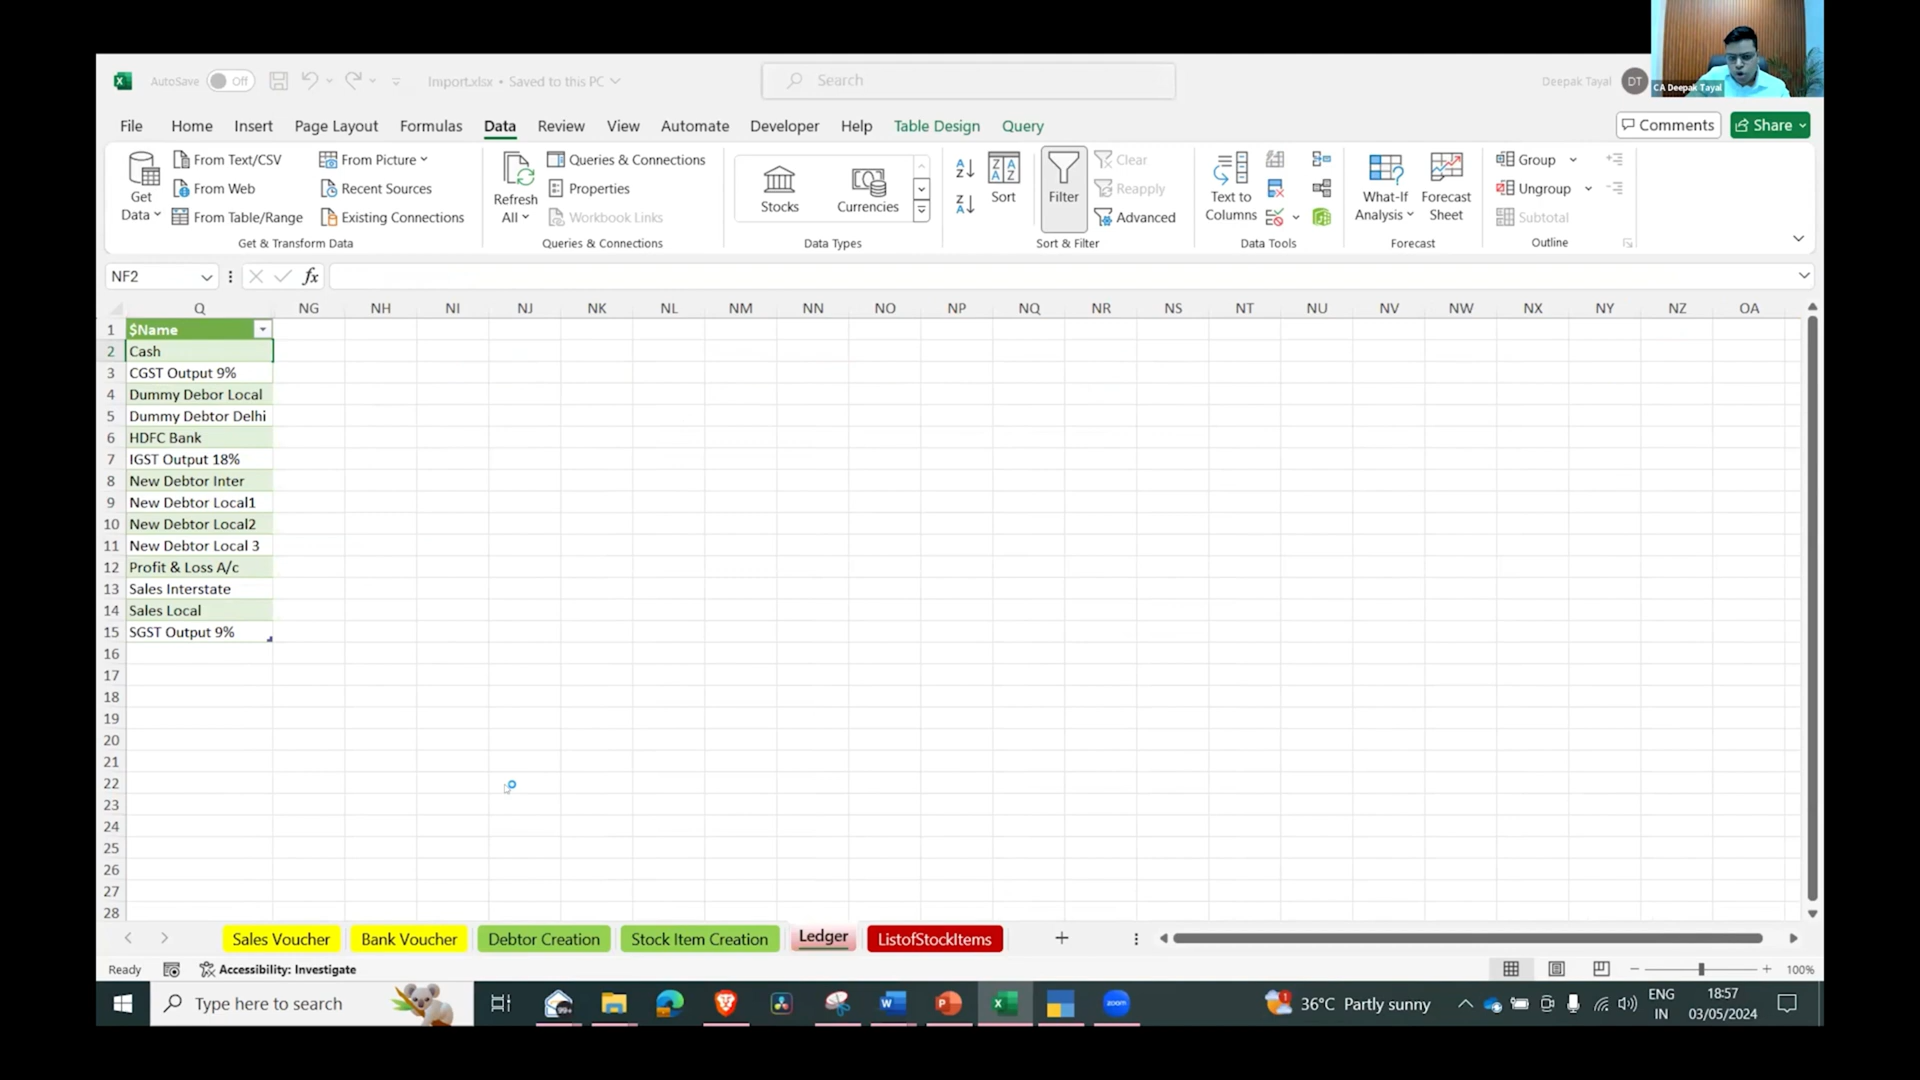 AutoSave Off Import.xlsx • Saved to this PC Search Deepak Tayal DT
CA Deepak Tayal
File Home Insert Page Layout Formulas Data Review View Automate Developer Help Table Design Query Comments Share
Get Data
From Text/CSV
From Web
From Table/Range
From Picture
Recent Sources
Existing Connections
Get & Transform Data
Refresh All
Queries & Connections
Properties
Workbook Links
Queries & Connections
Stocks
Currencies
Data Types
Sort
Filter
Clear
Reapply
Advanced
Sort & Filter
Text to Columns
Data Tools
What-If Analysis
Forecast Sheet
Forecast
Group
Ungroup
Subtotal
Outline
NF2 fx
Q NG NH NI NJ NK NL NM NN NO NP NQ NR NS NT NU NV NW NX NY NZ OA
1 $Name
2 Cash
3 CGST Output 9%
4 Dummy Debor Local
5 Dummy Debtor Delhi
6 HDFC Bank
7 IGST Output 18%
8 New Debtor Inter
9 New Debtor Local1
10 New Debtor Local2
11 New Debtor Local 3
12 Profit & Loss A/c
13 Sales Interstate
14 Sales Local
15 SGST Output 9%
16
17
18
19
20
21
22
23
24
25
26
27
28
Sales Voucher Bank Voucher Debtor Creation Stock Item Creation Ledger ListofStockItems
Ready Accessibility: Investigate 100%
Type here to search 99+ zoom 1 36°C Partly sunny ENG IN 18:57 03/05/2024